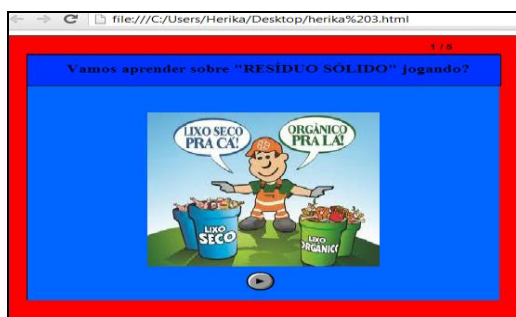 file:///C:/Users/Herika/Desktop/herika%203.html
1 / 5
Vamos aprender sobre "RESÍDUO SÓLIDO" jogando?
LIXO SECO
PRA CÁ!
ORGÂNICO
PRA LÁ!
LIXO
SECO
LIXO
ORGÂNICO